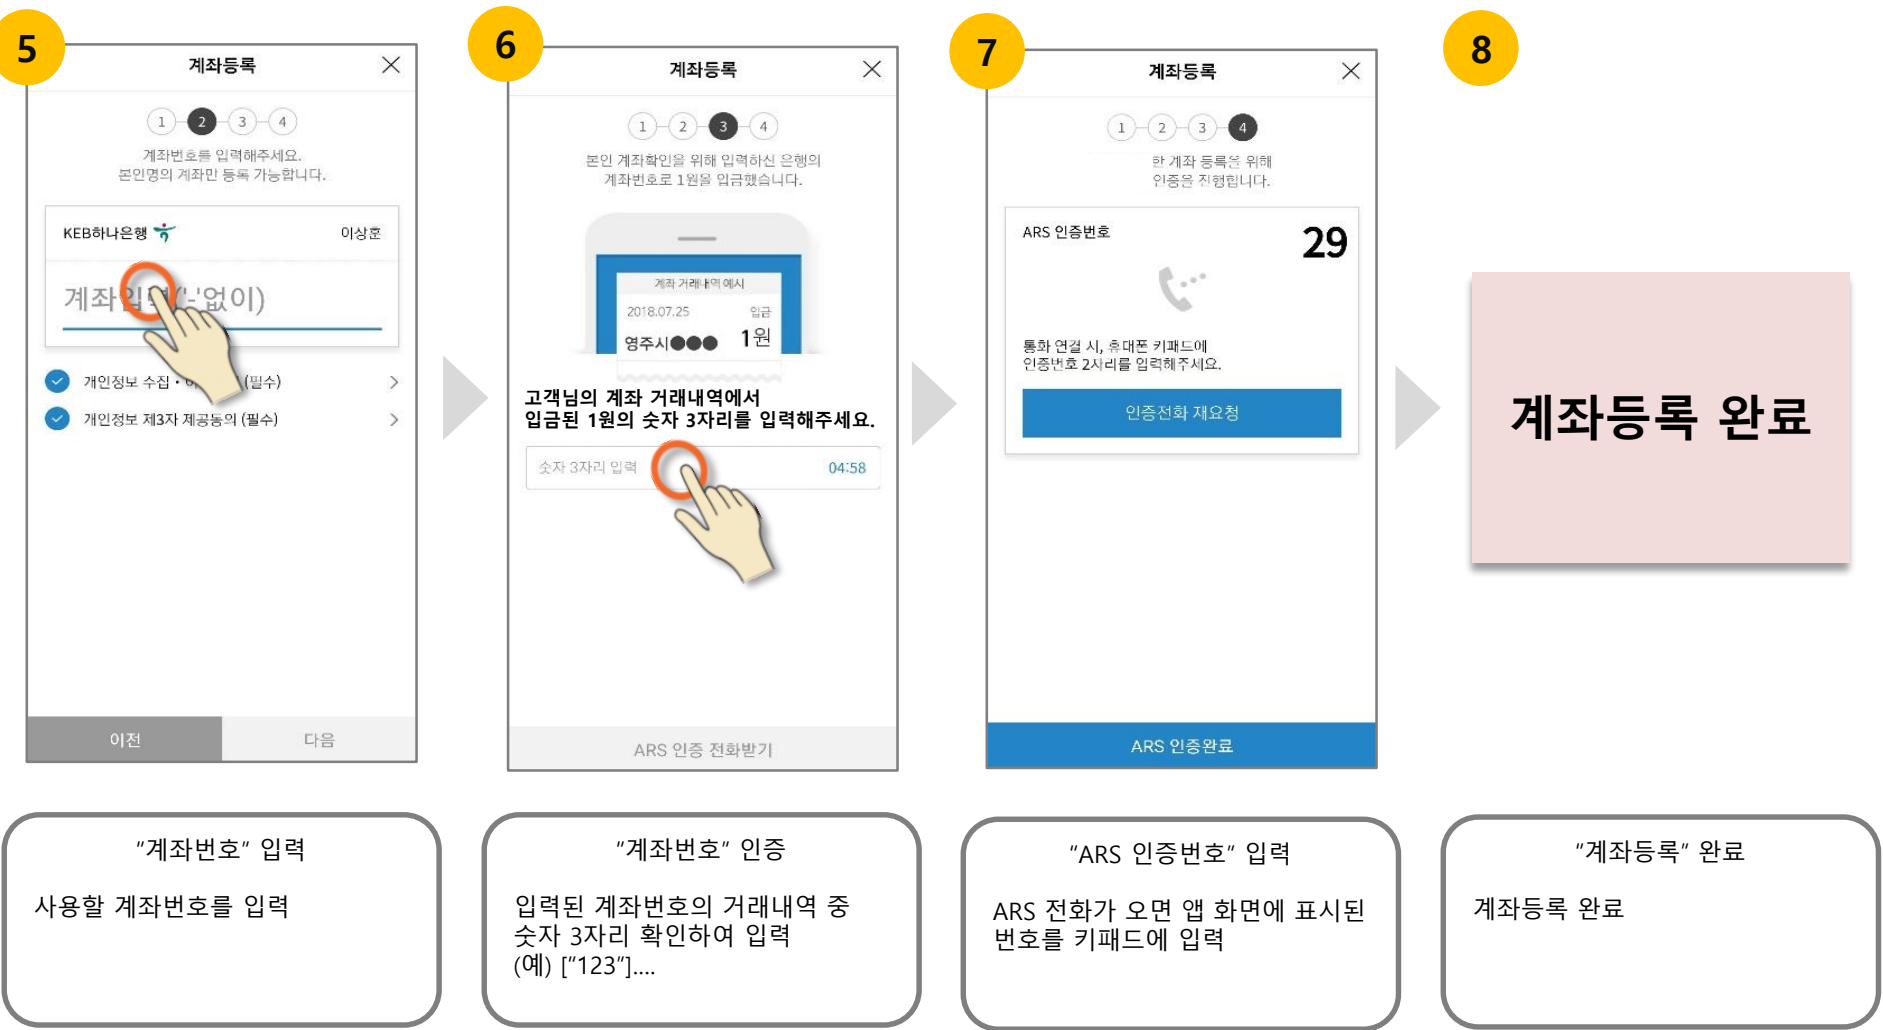 5
계좌등록
1 2 3 4
계좌번호를 입력해주세요.
본인명의 계좌만 등록 가능합니다.
KEB하나은행
이상훈
계좌입력('-'없이)
개인정보 수집・ (필수)
개인정보 제3자 제공동의 (필수)
이전
다음
"계좌번호" 입력
사용할 계좌번호를 입력
6
계좌등록
1 2 3 4
본인 계좌확인을 위해 입력하신 은행의
계좌번호로 1원을 입금했습니다.
계좌 거래내역 예시
2018.07.25 입금
영주시●●● 1원
고객님의 계좌 거래내역에서
입금된 1원의 숫자 3자리를 입력해주세요.
숫자 3자리 입력 04:58
ARS 인증 전화받기
"계좌번호" 인증
입력된 계좌번호의 거래내역 중
숫자 3자리 확인하여 입력
(예) ["123"]....
7
계좌등록
1 2 3 4
한 계좌 등록을 위해
인증을 진행합니다.
ARS 인증번호
29
통화 연결 시, 휴대폰 키패드에
인증번호 2자리를 입력해주세요.
인증전화 재요청
ARS 인증완료
"ARS 인증번호" 입력
ARS 전화가 오면 앱 화면에 표시된
번호를 키패드에 입력
8
계좌등록 완료
"계좌등록" 완료
계좌등록 완료